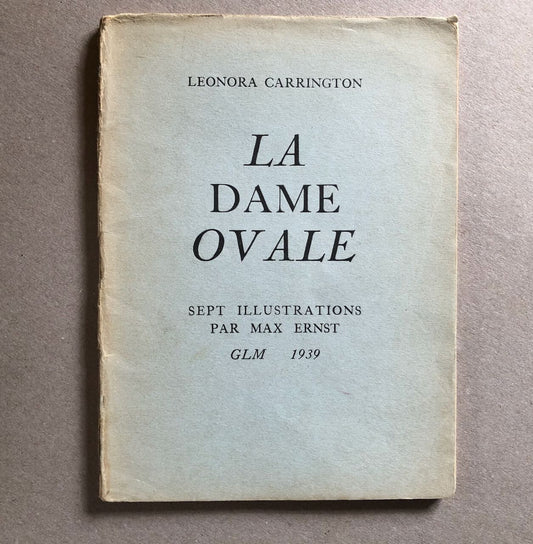 LEONORA CARRINGTON
LA
DAME
OVALE
SEPT ILLUSTRATIONS
PAR MAX ERNST
GLM 1939